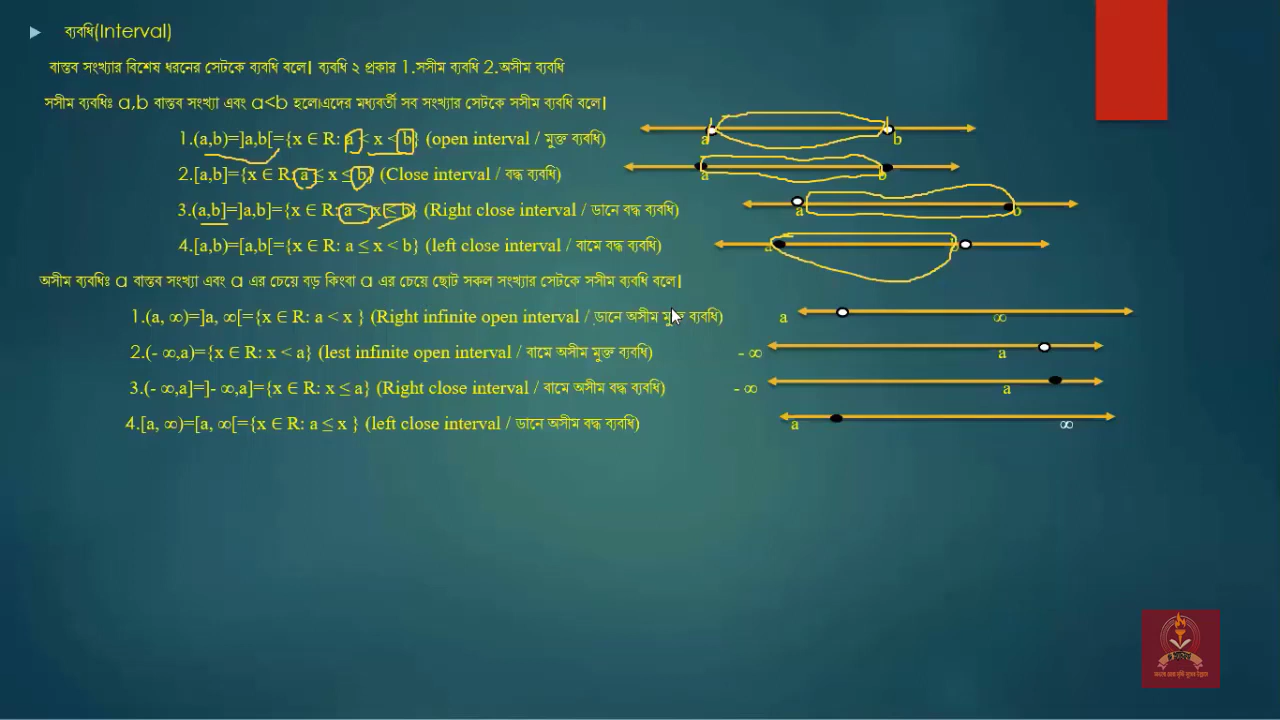 ব্যবধি(Interval)
বাস্তব সংখ্যার বিশেষ ধরনের সেটকে ব্যবধি বলে। ব্যবধি ২ প্রকার 1.সসীম ব্যবধি 2.অসীম ব্যবধি
সসীম ব্যবধিঃ a,b বাস্তব সংখ্যা এবং a<b হলে।এদের মধ্যবর্তী সব সংখ্যার সেটকে সসীম ব্যবধি বলে।
1.(a,b)=]a,b[={x ∈ R: a < x < b} (open interval / মুক্ত ব্যবধি) a b
2.[a,b]={x ∈ R: a ≤ x ≤ b} (Close interval / বদ্ধ ব্যবধি) a b
3.(a,b]=]a,b]={x ∈ R: a < x ≤ b} (Right close interval / ডানে বদ্ধ ব্যবধি) a b
4.[a,b)=[a,b[={x ∈ R: a ≤ x < b} (left close interval / বামে বদ্ধ ব্যবধি) a b
অসীম ব্যবধিঃ a বাস্তব সংখ্যা এবং a এর চেয়ে বড় কিংবা a এর চেয়ে ছোট সকল সংখ্যার সেটকে সসীম ব্যবধি বলে।
1.(a, ∞)=]a, ∞[={x ∈ R: a < x } (Right infinite open interval / ডানে অসীম মুক্ত ব্যবধি) a ∞
2.(- ∞,a)={x ∈ R: x < a} (lest infinite open interval / বামে অসীম মুক্ত ব্যবধি) - ∞ a
3.(- ∞,a]=]- ∞,a]={x ∈ R: x ≤ a} (Right close interval / বামে অসীম বদ্ধ ব্যবধি) - ∞ a
4.[a, ∞)=[a, ∞[={x ∈ R: a ≤ x } (left close interval / ডানে অসীম বদ্ধ ব্যবধি) a ∞